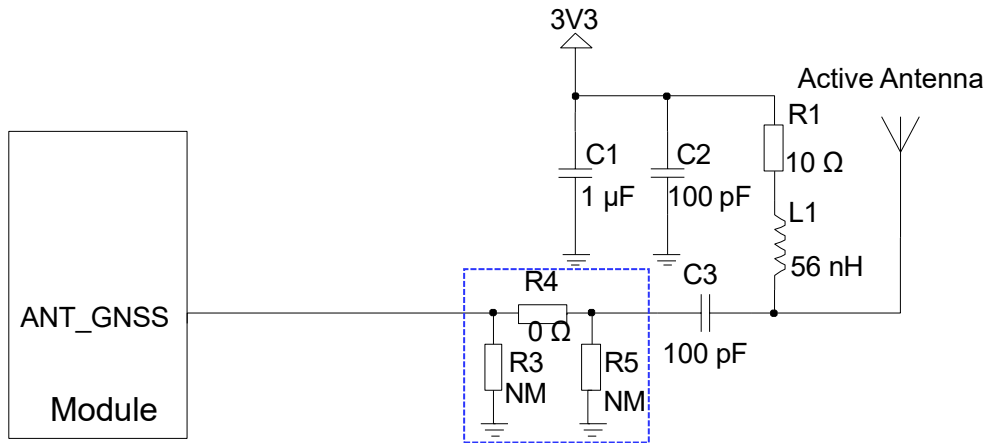 3V3
Active Antenna
R1
10 Ω
C1
1 µF
C2
100 pF
L1
56 nH
C3
100 pF
R4
0 Ω
ANT_GNSS
R3
NM
R5
NM
Module